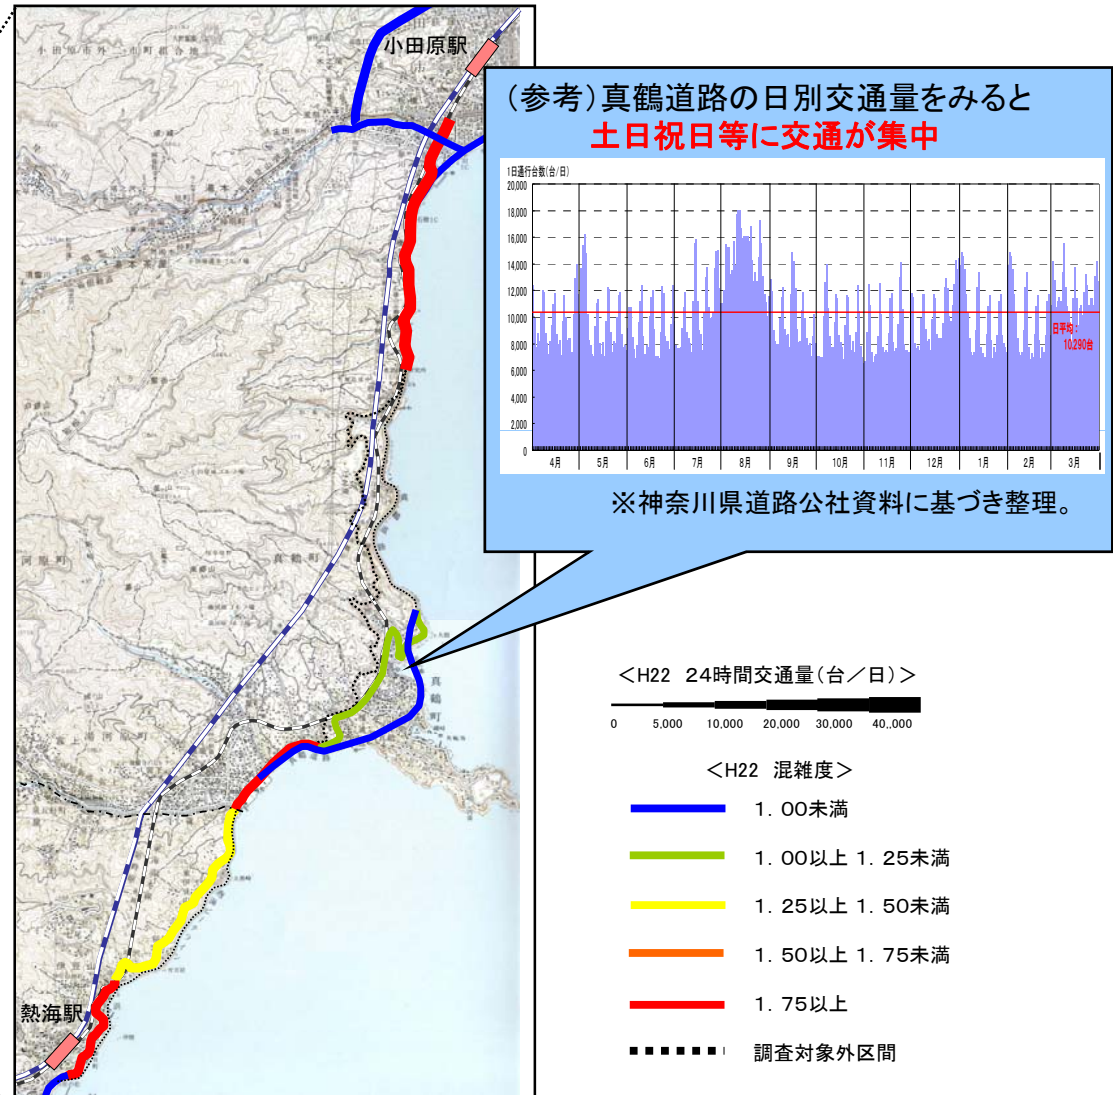 小田原駅
(参考)真鶴道路の日別交通量をみると
土日祝日等に交通が集中
1日通行台数(台/日)
20,000
18,000
16,000
14,000
12,000
10,000
8,000
6,000
4,000
2,000
0
日平均:
10,290台
4月 5月 6月 7月 8月 9月 10月 11月 12月 1月 2月 3月
※神奈川県道路公社資料に基づき整理。
真鶴町
真鶴町
湯河原町
熱海駅
<H22 24時間交通量(台/日)>
0 5,000 10,000 20,000 30,000 40,,000
<H22 混雑度>
1.00未満
1.00以上 1.25未満
1.25以上 1.50未満
1.50以上 1.75未満
1.75以上
調査対象外区間